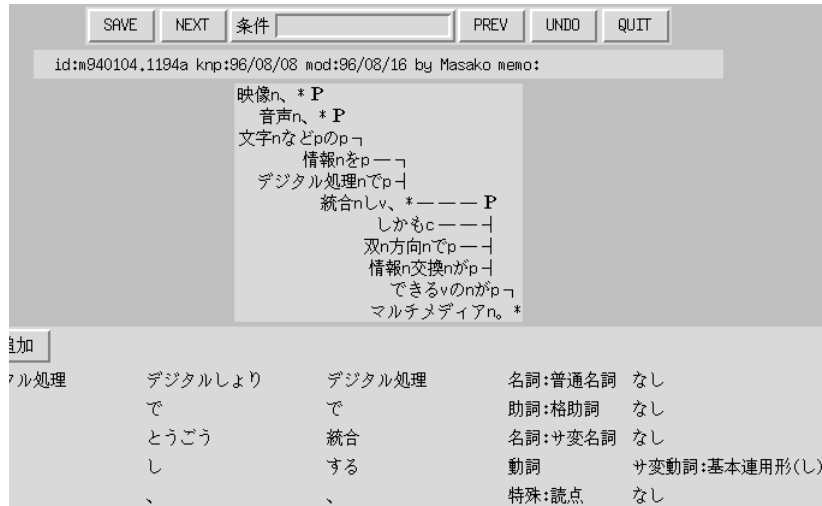 SAVE NEXT 条件 PREV UNDO QUIT
id:m940104.1194a knp:96/08/08 mod:96/08/16 by Masako memo:
映像n、*P
音声n、*P
文字nなどpのp┐
情報nをp─┐
デジタル処理nでp┤
統合nしv、*───P
しかもc──┤
双n方向nでp─┤
情報n交換nがp┤
できるvのnがp┐
マルチメディアn。*
追加
タル処理 デジタルしょり デジタル処理 名詞:普通名詞 なし
で で 助詞:格助詞 なし
とうごう 統合 名詞:サ変名詞 なし
し する 動詞 サ変動詞:基本連用形(し)
、 、 特殊:読点 なし